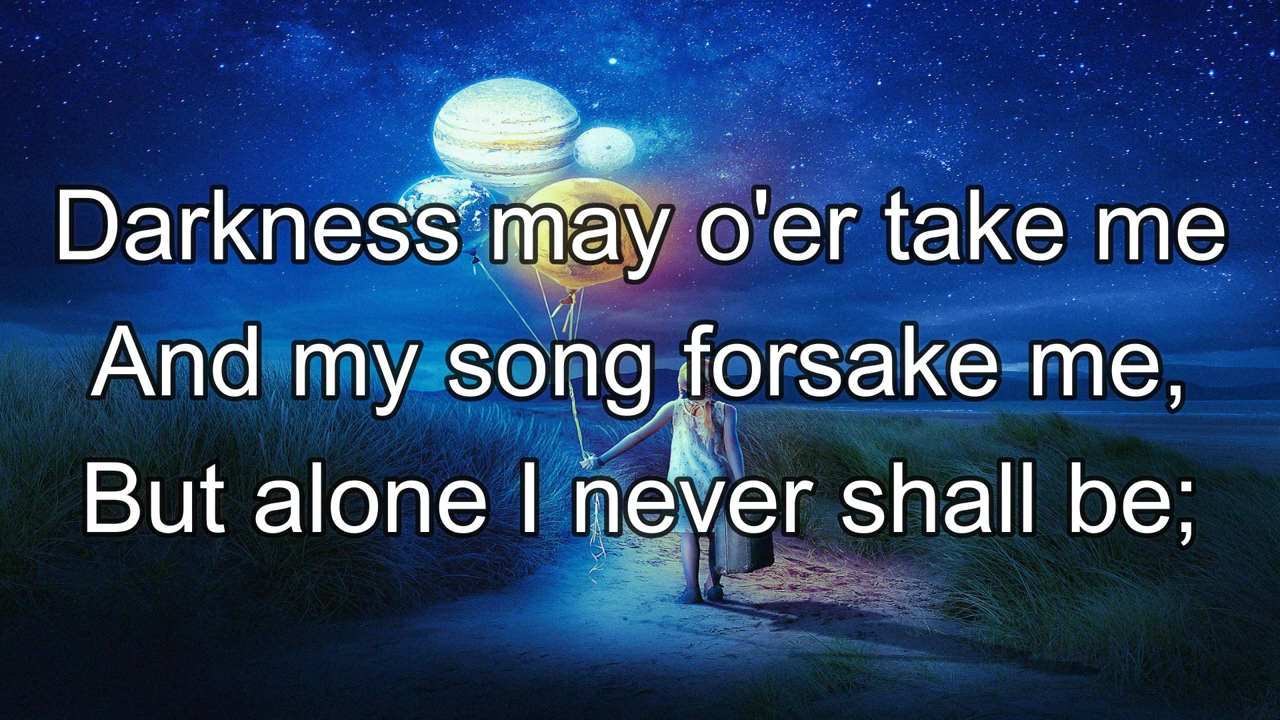 Darkness may o'er take me
And my song forsake me,
But alone I never shall be;